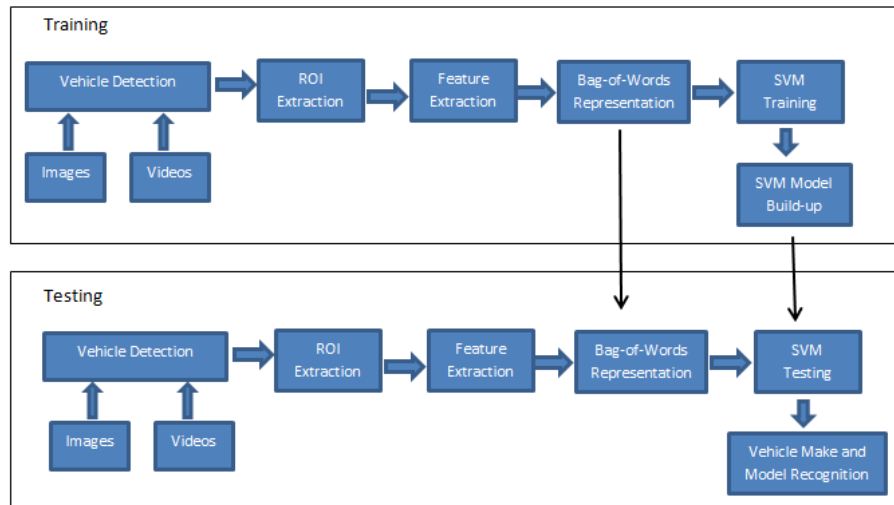 Training
Vehicle Detection
Images
Videos
ROI
Extraction
Feature
Extraction
Bag-of-Words
Representation
SVM
Training
SVM Model
Build-up
Testing
Vehicle Detection
Images
Videos
ROI
Extraction
Feature
Extraction
Bag-of-Words
Representation
SVM
Testing
Vehicle Make and
Model Recognition